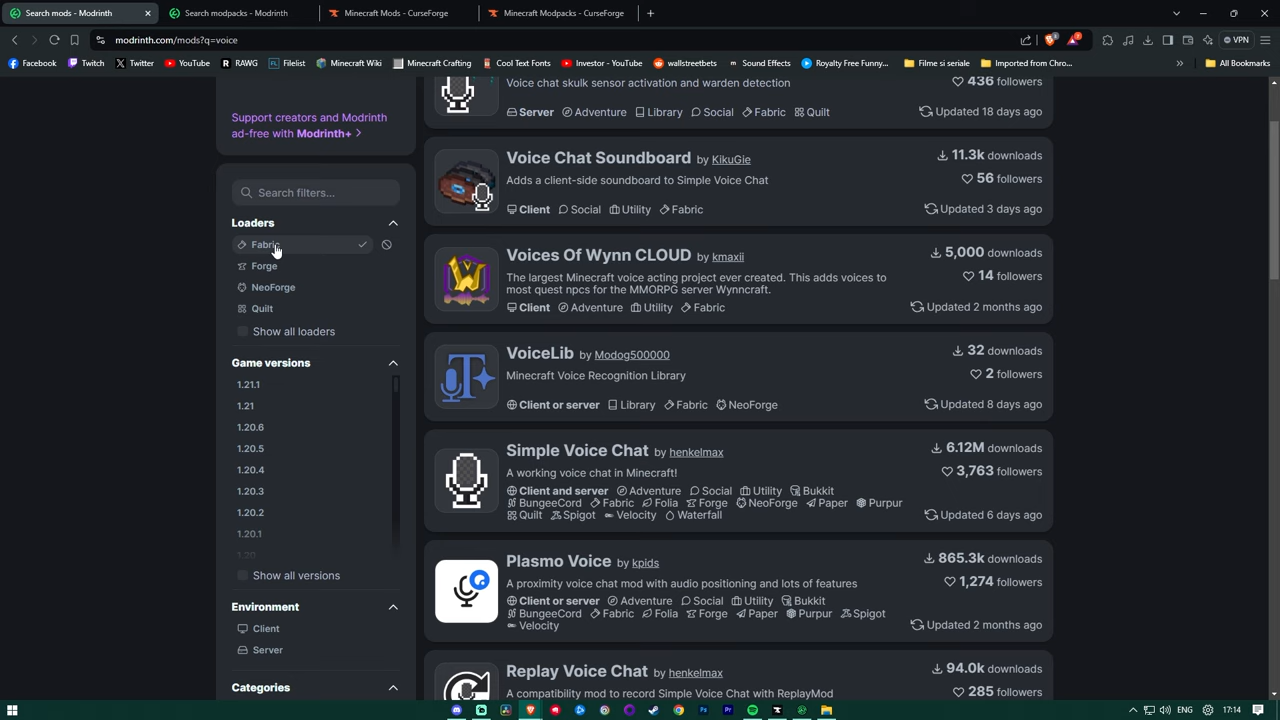 Search mods - Modrinth
Search modpacks - Modrinth
Minecraft Mods - CurseForge
Minecraft Modpacks - CurseForge
modrinth.com/mods?q=voice
VPN
Facebook
Twitch
Twitter
YouTube
RAWG
Filelist
Minecraft Wiki
Minecraft Crafting
Cool Text Fonts
Investor - YouTube
wallstreetbets
Sound Effects
Royalty Free Funny...
Filme si seriale
Imported from Chro...
All Bookmarks
Support creators and Modrinth
ad-free with Modrinth+
Search filters...
Loaders
Fabric
Forge
NeoForge
Quilt
Show all loaders
Game versions
1.21.1
1.21
1.20.6
1.20.5
1.20.4
1.20.3
1.20.2
1.20.1
1.20
Show all versions
Environment
Client
Server
Categories
Voice chat skulk sensor activation and warden detection
436 followers
Server Adventure Library Social Fabric Quilt
Updated 18 days ago
Voice Chat Soundboard by KikuGie
11.3k downloads
Adds a client-side soundboard to Simple Voice Chat
56 followers
Client Social Utility Fabric
Updated 3 days ago
Voices Of Wynn CLOUD by kmaxii
5,000 downloads
The largest Minecraft voice acting project ever created. This adds voices to
most quest npcs for the MMORPG server Wynncraft.
14 followers
Client Adventure Utility Fabric
Updated 2 months ago
VoiceLib by Modog500000
32 downloads
Minecraft Voice Recognition Library
2 followers
Client or server Library Fabric NeoForge
Updated 8 days ago
Simple Voice Chat by henkelmax
6.12M downloads
A working voice chat in Minecraft!
3,763 followers
Client and server Adventure Social Utility Bukkit
BungeeCord Fabric Folia Forge NeoForge Paper Purpur
Quilt Spigot Velocity Waterfall
Updated 6 days ago
Plasmo Voice by kpids
865.3k downloads
A proximity voice chat mod with audio positioning and lots of features
1,274 followers
Client or server Adventure Social Utility Bukkit
BungeeCord Fabric Folia Forge Paper Purpur Spigot
Velocity
Updated 2 months ago
Replay Voice Chat by henkelmax
94.0k downloads
A compatibility mod to record Simple Voice Chat with ReplayMod
285 followers
ENG
17:14